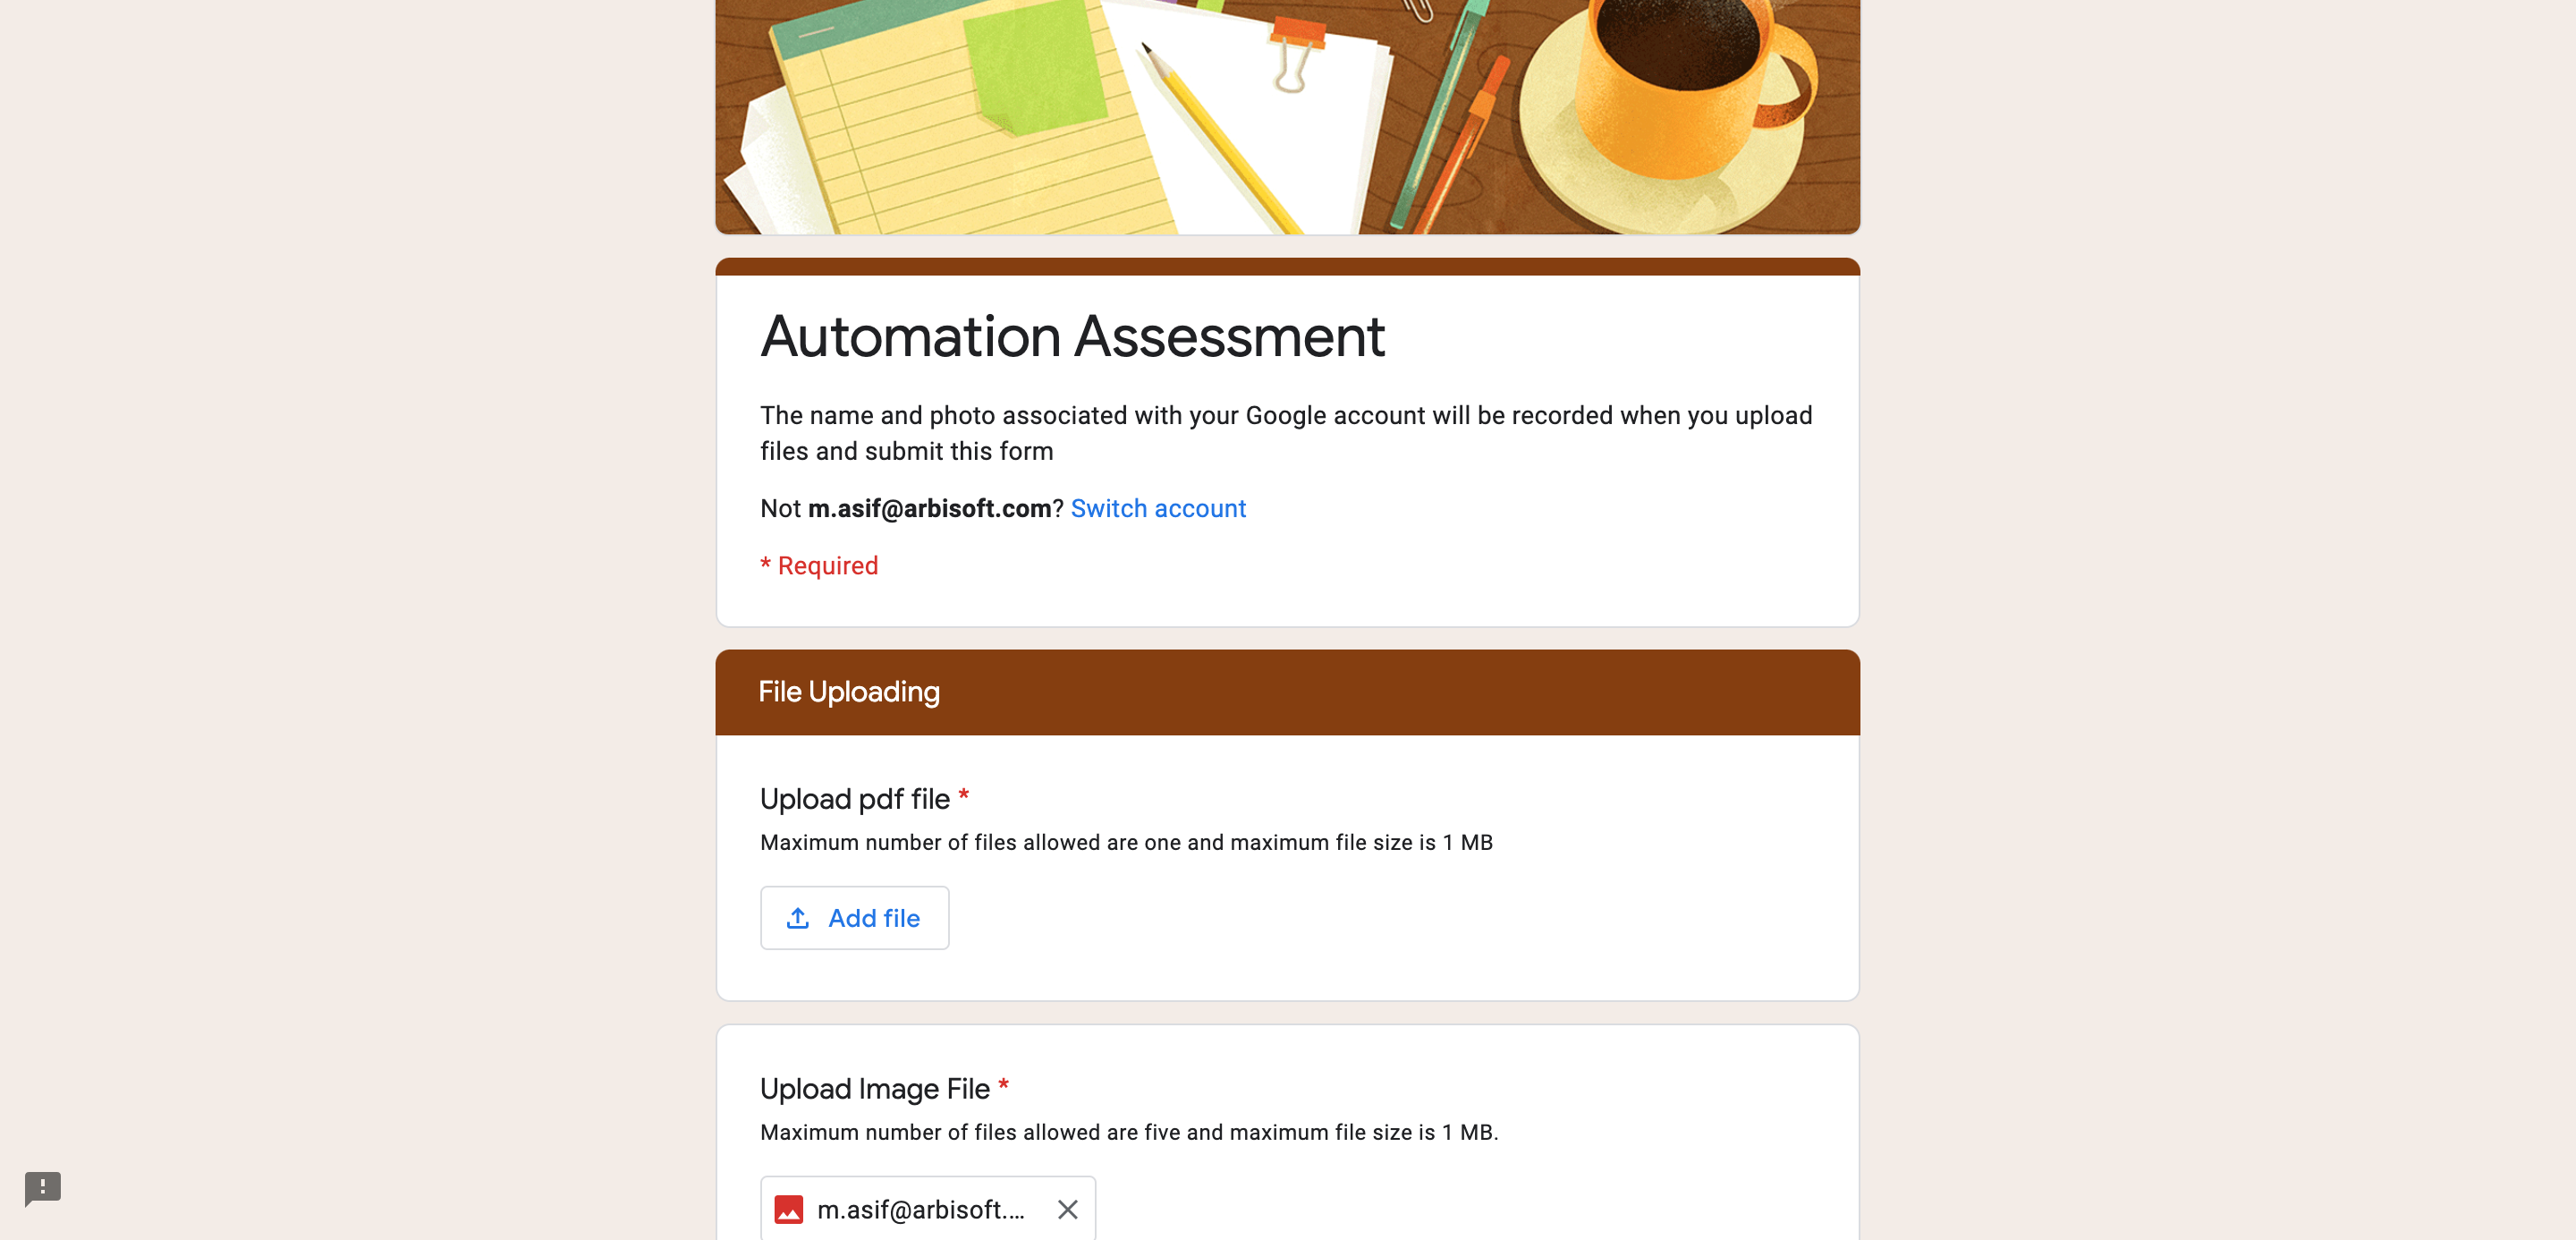 Automation Assessment
The name and photo associated with your Google account will be recorded when you upload
files and submit this form
Not m.asif@arbisoft.com? Switch account
* Required
File Uploading
Upload pdf file *
Maximum number of files allowed are one and maximum file size is 1 MB
Add file
Upload Image File *
Maximum number of files allowed are five and maximum file size is 1 MB.
m.asif@arbisoft....